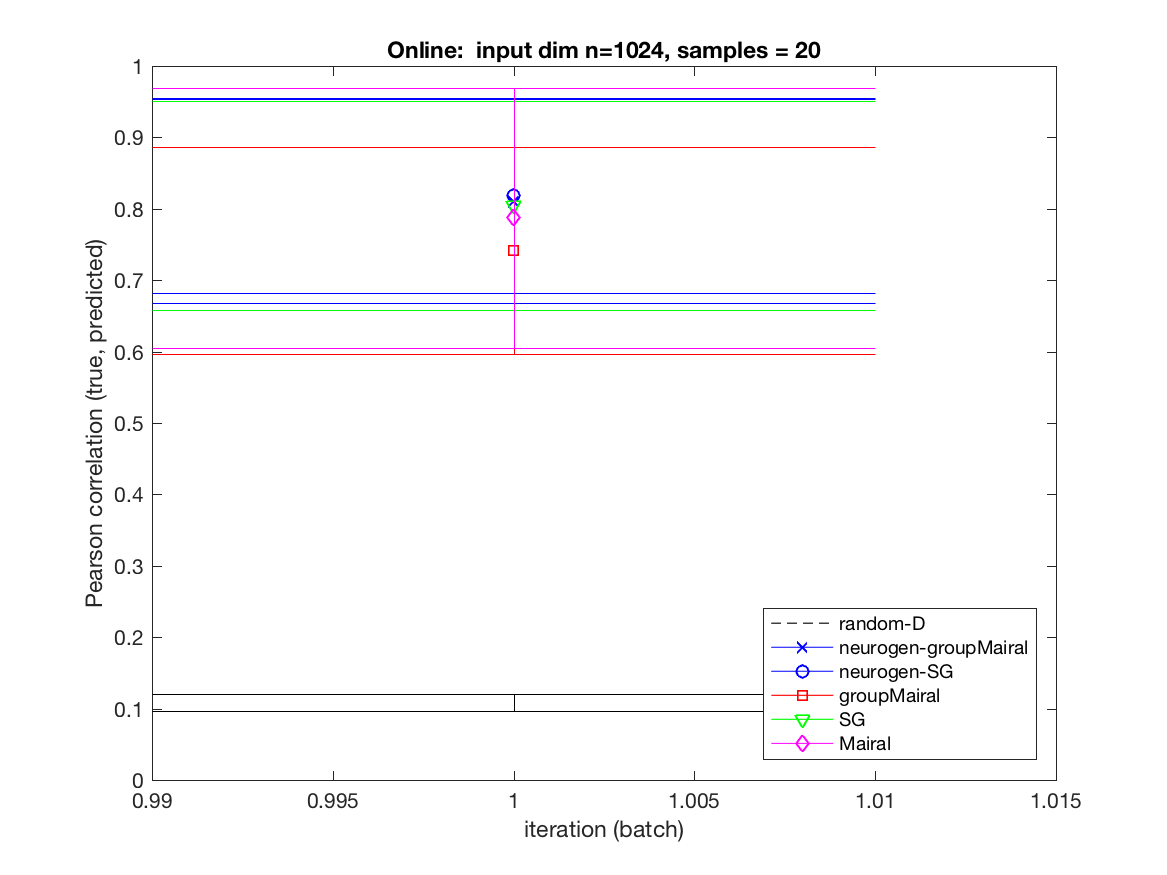 Online: input dim n=1024, samples = 20
Pearson correlation (true, predicted)
1
0.9
0.8
0.7
0.6
0.5
0.4
0.3
0.2
0.1
0
random-D
neurogen-groupMairal
neurogen-SG
groupMairal
SG
Mairal
0.99 0.995 1 1.005 1.01 1.015
iteration (batch)